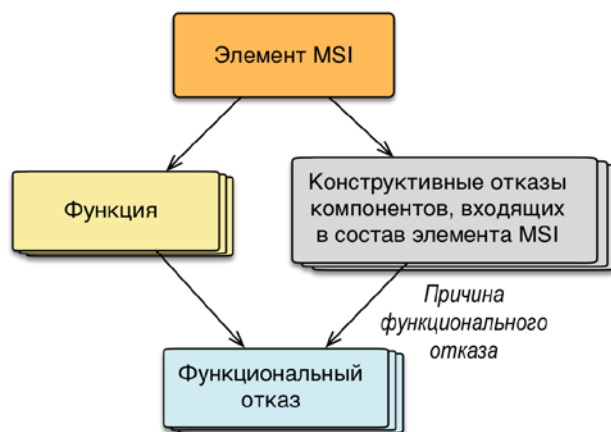 Элемент MSI
Функция
Конструктивные отказы
компонентов, входящих
в состав элемента MSI
Причина
функционального
отказа
Функциональный
отказ